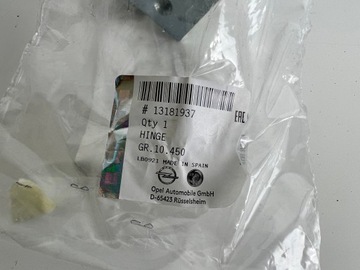 # 13181937
Qty 1
HINGE
GR.10.450
LB0921 MADE IN SPAIN
Opel Automobile GmbH
D-65423 Rüsselsheim
EAC